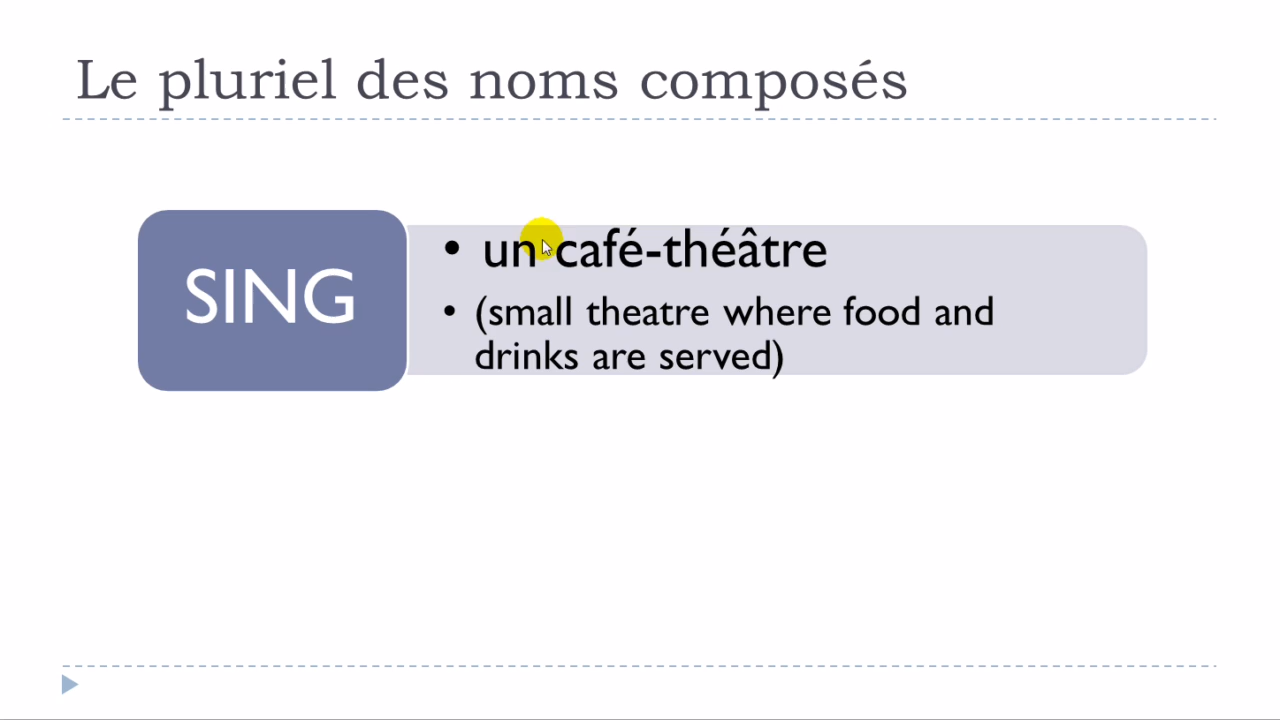 Le pluriel des noms composés
SING
• un café-théâtre
• (small theatre where food and
drinks are served)